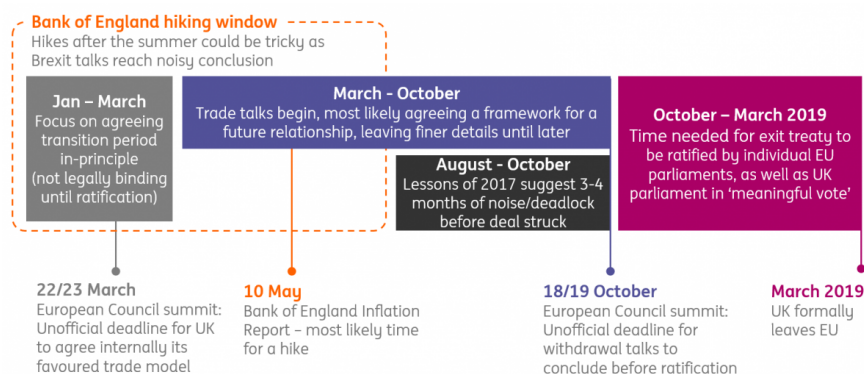 Bank of England hiking window
Hikes after the summer could be tricky as
Brexit talks reach noisy conclusion
Jan – March
Focus on agreeing
transition period
in-principle
(not legally binding
until ratification)
March - October
Trade talks begin, most likely agreeing a framework for a
future relationship, leaving finer details until later
August - October
Lessons of 2017 suggest 3-4
months of noise/deadlock
before deal struck
October – March 2019
Time needed for exit treaty to
be ratified by individual EU
parliaments, as well as UK
parliament in ‘meaningful vote’
22/23 March
European Council summit:
Unofficial deadline for UK
to agree internally its
favoured trade model
10 May
Bank of England Inflation
Report – most likely time
for a hike
18/19 October
European Council summit:
Unofficial deadline for
withdrawal talks to
conclude before ratification
March 2019
UK formally
leaves EU